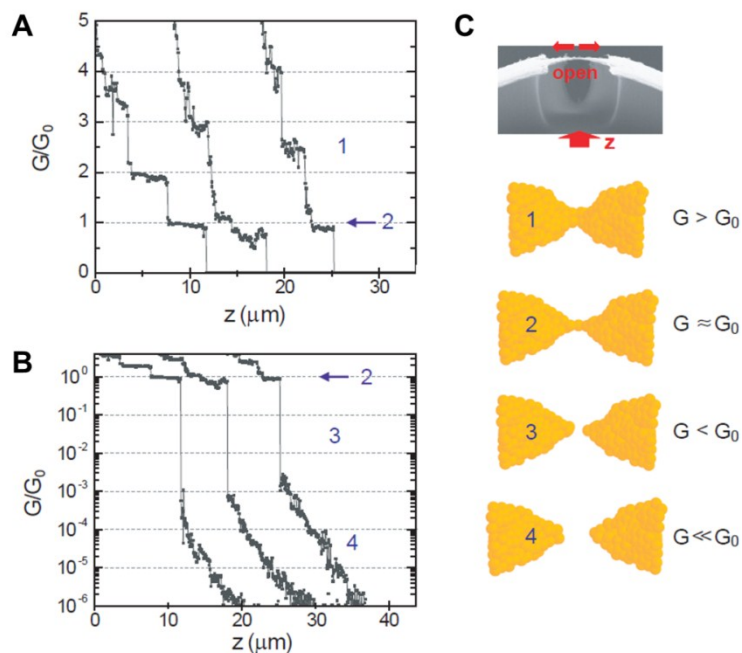 A
5
4
3
2
1
0
G/G₀
0 10 20 30
z (μm)
1
2
B
10⁰
10⁻¹
10⁻²
10⁻³
10⁻⁴
10⁻⁵
10⁻⁶
G/G₀
0 10 20 30 40
z (μm)
2
3
4
C
open
z
1 G > G₀
2 G ≈ G₀
3 G < G₀
4 G ≪ G₀